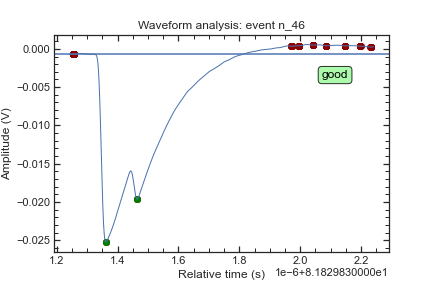 Waveform analysis: event n_46
0.000
−0.005
−0.010
−0.015
−0.020
−0.025
Amplitude (V)
good
1.2 1.4 1.6 1.8 2.0 2.2
Relative time (s)
1e−6+8.1829830000e1